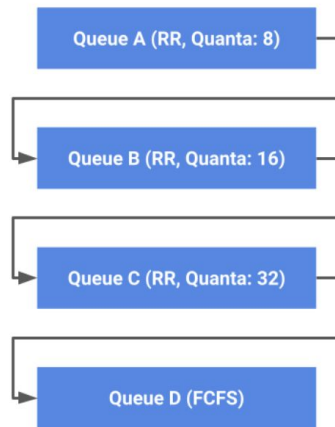 Queue A (RR, Quanta: 8)
Queue B (RR, Quanta: 16)
Queue C (RR, Quanta: 32)
Queue D (FCFS)